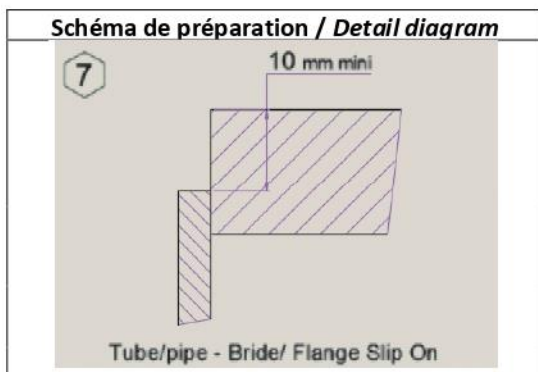 Schéma de préparation / Detail diagram
7
10 mm mini
Tube/pipe - Bride/ Flange Slip On